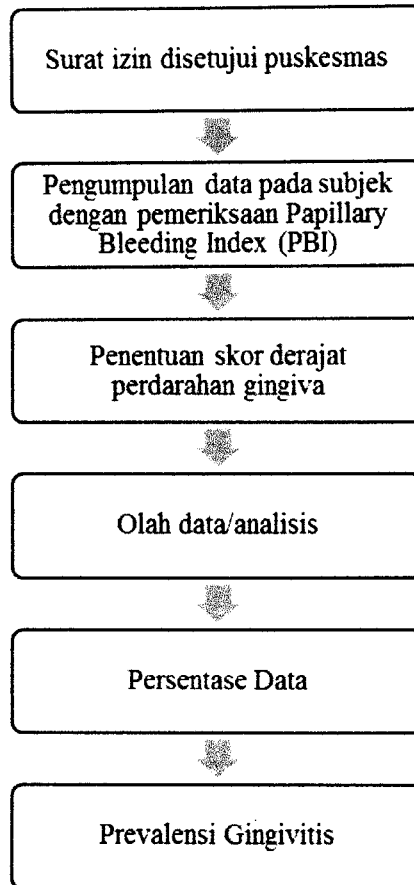 Surat izin disetujui puskesmas
Pengumpulan data pada subjek
dengan pemeriksaan Papillary
Bleeding Index (PBI)
Penentuan skor derajat
perdarahan gingiva
Olah data/analisis
Persentase Data
Prevalensi Gingivitis